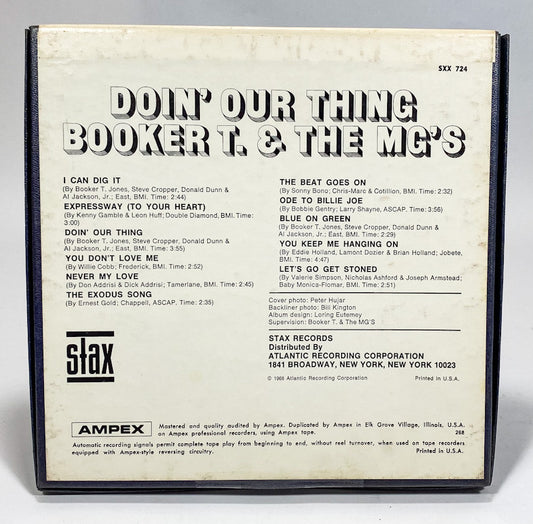 SXX 724
DOIN' OUR THING
BOOKER T. & THE MG'S
I CAN DIG IT
(By Booker T. Jones, Steve Cropper, Donald Dunn &
Al Jackson, Jr.; East, BMI. Time: 2:44)
EXPRESSWAY (TO YOUR HEART)
(By Kenny Gamble & Leon Huff; Double Diamond, BMI. Time:
3:00)
DOIN' OUR THING
(By Booker T. Jones, Steve Cropper, Donald Dunn &
Al Jackson, Jr.; East, BMI. Time: 3:55)
YOU DON'T LOVE ME
(By Willie Cobb; Frederick, BMI. Time: 2:52)
NEVER MY LOVE
(By Don Addrisi & Dick Addrisi; Tamerlane, BMI. Time: 2:45)
THE EXODUS SONG
(By Ernest Gold; Chappell, ASCAP. Time: 2:35)
THE BEAT GOES ON
(By Sonny Bono; Chris-Marc & Cotillion, BMI. Time: 2:32)
ODE TO BILLIE JOE
(By Bobbie Gentry; Larry Shayne, ASCAP. Time: 3:56)
BLUE ON GREEN
(By Booker T. Jones, Steve Cropper, Donald Dunn &
Al Jackson, Jr.; East, BMI. Time: 2:29)
YOU KEEP ME HANGING ON
(By Eddie Holland, Lamont Dozier & Brian Holland; Jobete,
BMI. Time: 4:47)
LET'S GO GET STONED
(By Valerie Simpson, Nicholas Ashford & Joseph Armstead;
Baby Monica-Flomar, BMI. Time: 2:51)
Cover photo: Peter Hujar
Backliner photo: Bill Kington
Album design: Loring Eutemey
Supervision: Booker T. & The MG'S
stax
STAX RECORDS
Distributed By
ATLANTIC RECORDING CORPORATION
1841 BROADWAY, NEW YORK, NEW YORK 10023
© 1968 Atlantic Recording Corporation Printed in U.S.A.
AMPEX
Mastered and quality audited by Ampex. Duplicated by Ampex in Elk Grove Village, Illinois, U.S.A.
on Ampex professional recorders, using Ampex tape. 268
Automatic recording signals permit complete tape play from beginning to end, without reel turnover, when used on tape recorders
equipped with Ampex-style reversing circuitry. Printed in U.S.A.